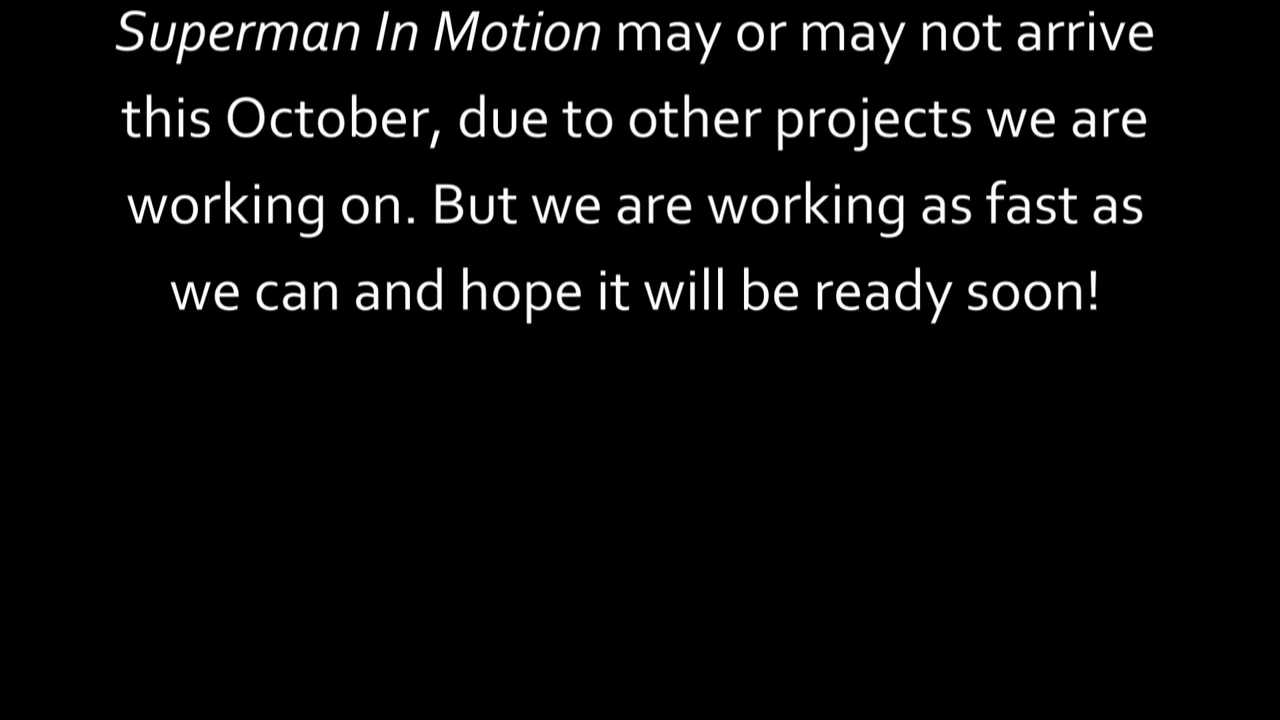 Superman In Motion may or may not arrive
this October, due to other projects we are
working on. But we are working as fast as
we can and hope it will be ready soon!